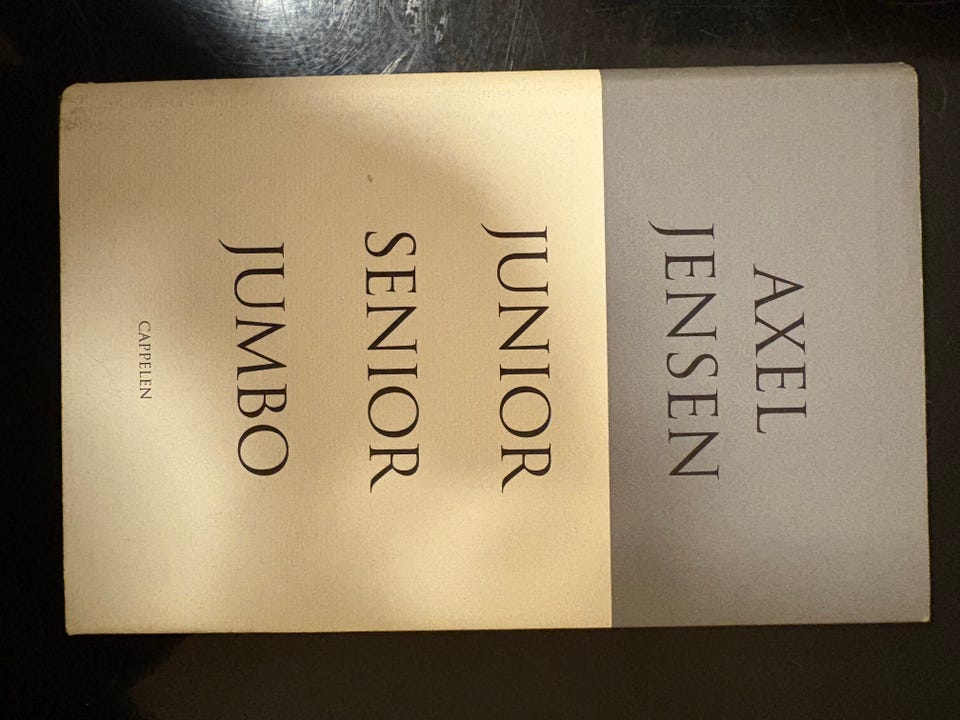 AXEL
JENSEN
JUNIOR
SENIOR
JUMBO
CAPPELEN